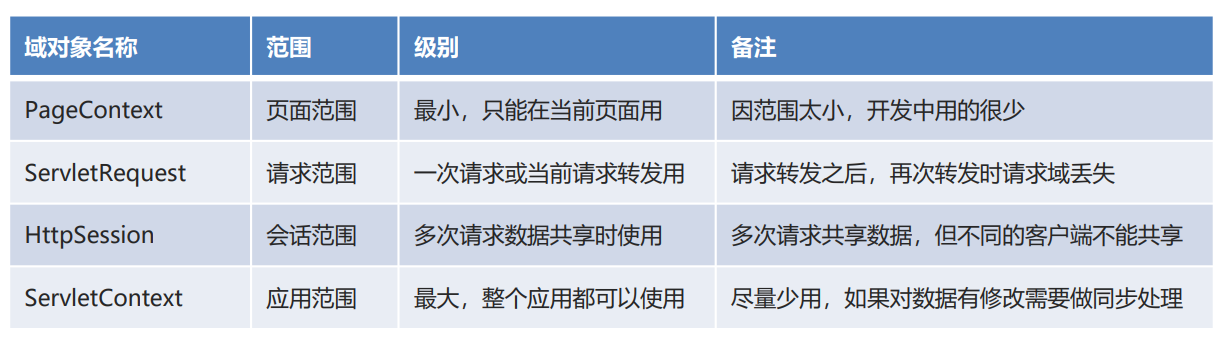 域对象名称 范围 级别 备注
PageContext 页面范围 最小，只能在当前页面用 因范围太小，开发中用的很少
ServletRequest 请求范围 一次请求或当前请求转发用 请求转发之后，再次转发时请求域丢失
HttpSession 会话范围 多次请求数据共享时使用 多次请求共享数据，但不同的客户端不能共享
ServletContext 应用范围 最大，整个应用都可以使用 尽量少用，如果对数据有修改需要做同步处理